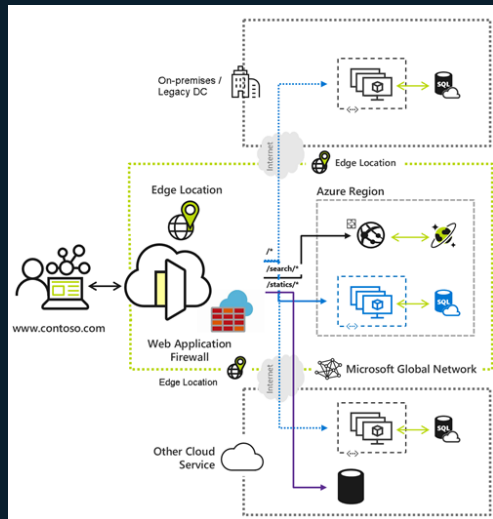 On-premises /
Legacy DC
SQL
Internet
Edge Location
Edge Location
Azure Region
/*
/search/*
/statics/*
SQL
www.contoso.com
Web Application
Firewall
Edge Location
Internet
Microsoft Global Network
Other Cloud
Service
SQL